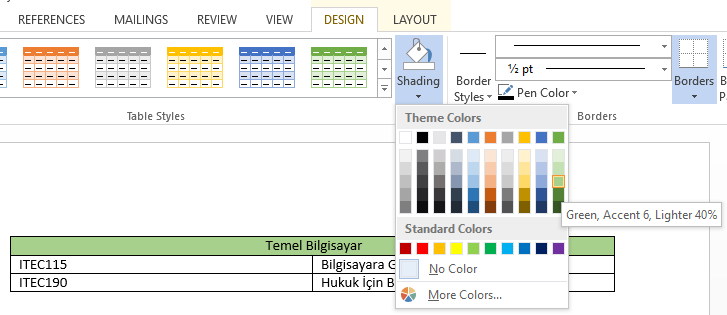 REFERENCES MAILINGS REVIEW VIEW DESIGN LAYOUT
Shading
Border
Styles
½ pt
Pen Color
Borders
Table Styles
Borders
Theme Colors
Green, Accent 6, Lighter 40%
Standard Colors
No Color
More Colors...
Temel Bilgisayar
ITEC115 Bilgisayara G
ITEC190 Hukuk İçin B